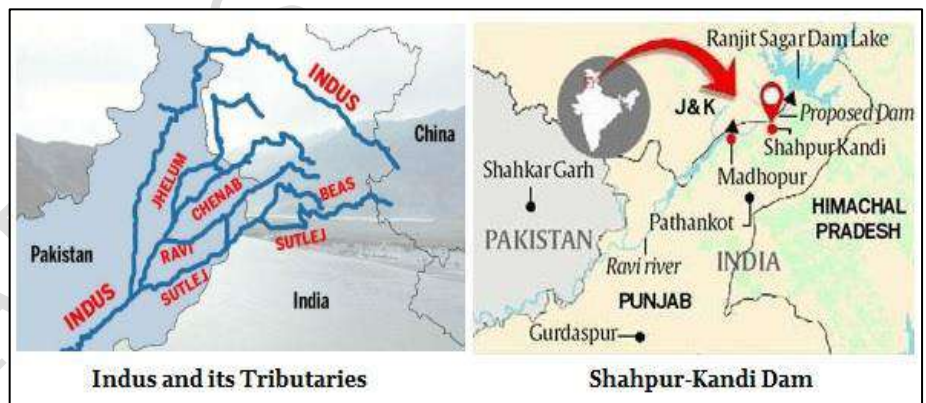 INDUS
China
JHELUM
CHENAB
BEAS
RAVI
SUTLEJ
Pakistan
SUTLEJ
INDUS
India
Indus and its Tributaries
Ranjit Sagar Dam Lake
J&K
Proposed Dam
Shahpur Kandi
Shahkar Garh
Madhopur
Pathankot
HIMACHAL
PRADESH
PAKISTAN
Ravi river
INDIA
PUNJAB
Gurdaspur
Shahpur-Kandi Dam